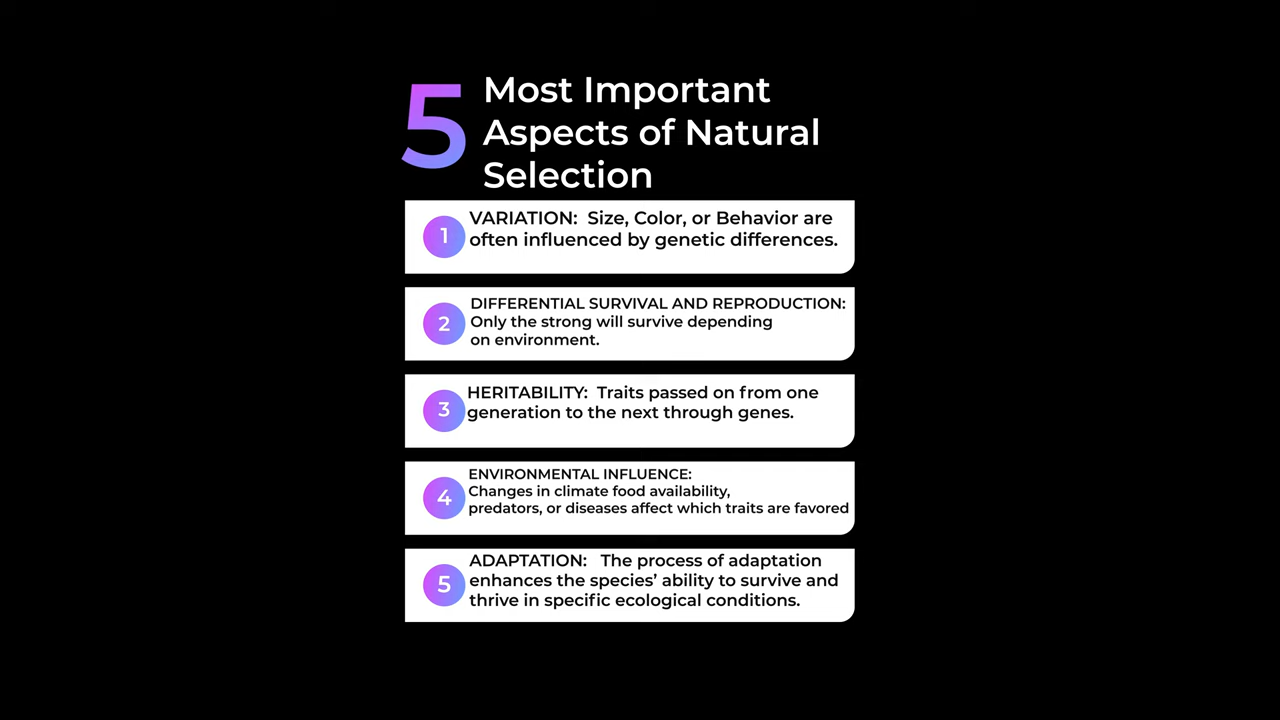 5
Most Important
Aspects of Natural
Selection
1
VARIATION: Size, Color, or Behavior are
often influenced by genetic differences.
2
DIFFERENTIAL SURVIVAL AND REPRODUCTION:
Only the strong will survive depending
on environment.
3
HERITABILITY: Traits passed on from one
generation to the next through genes.
4
ENVIRONMENTAL INFLUENCE:
Changes in climate food availability,
predators, or diseases affect which traits are favored
5
ADAPTATION: The process of adaptation
enhances the species’ ability to survive and
thrive in specific ecological conditions.